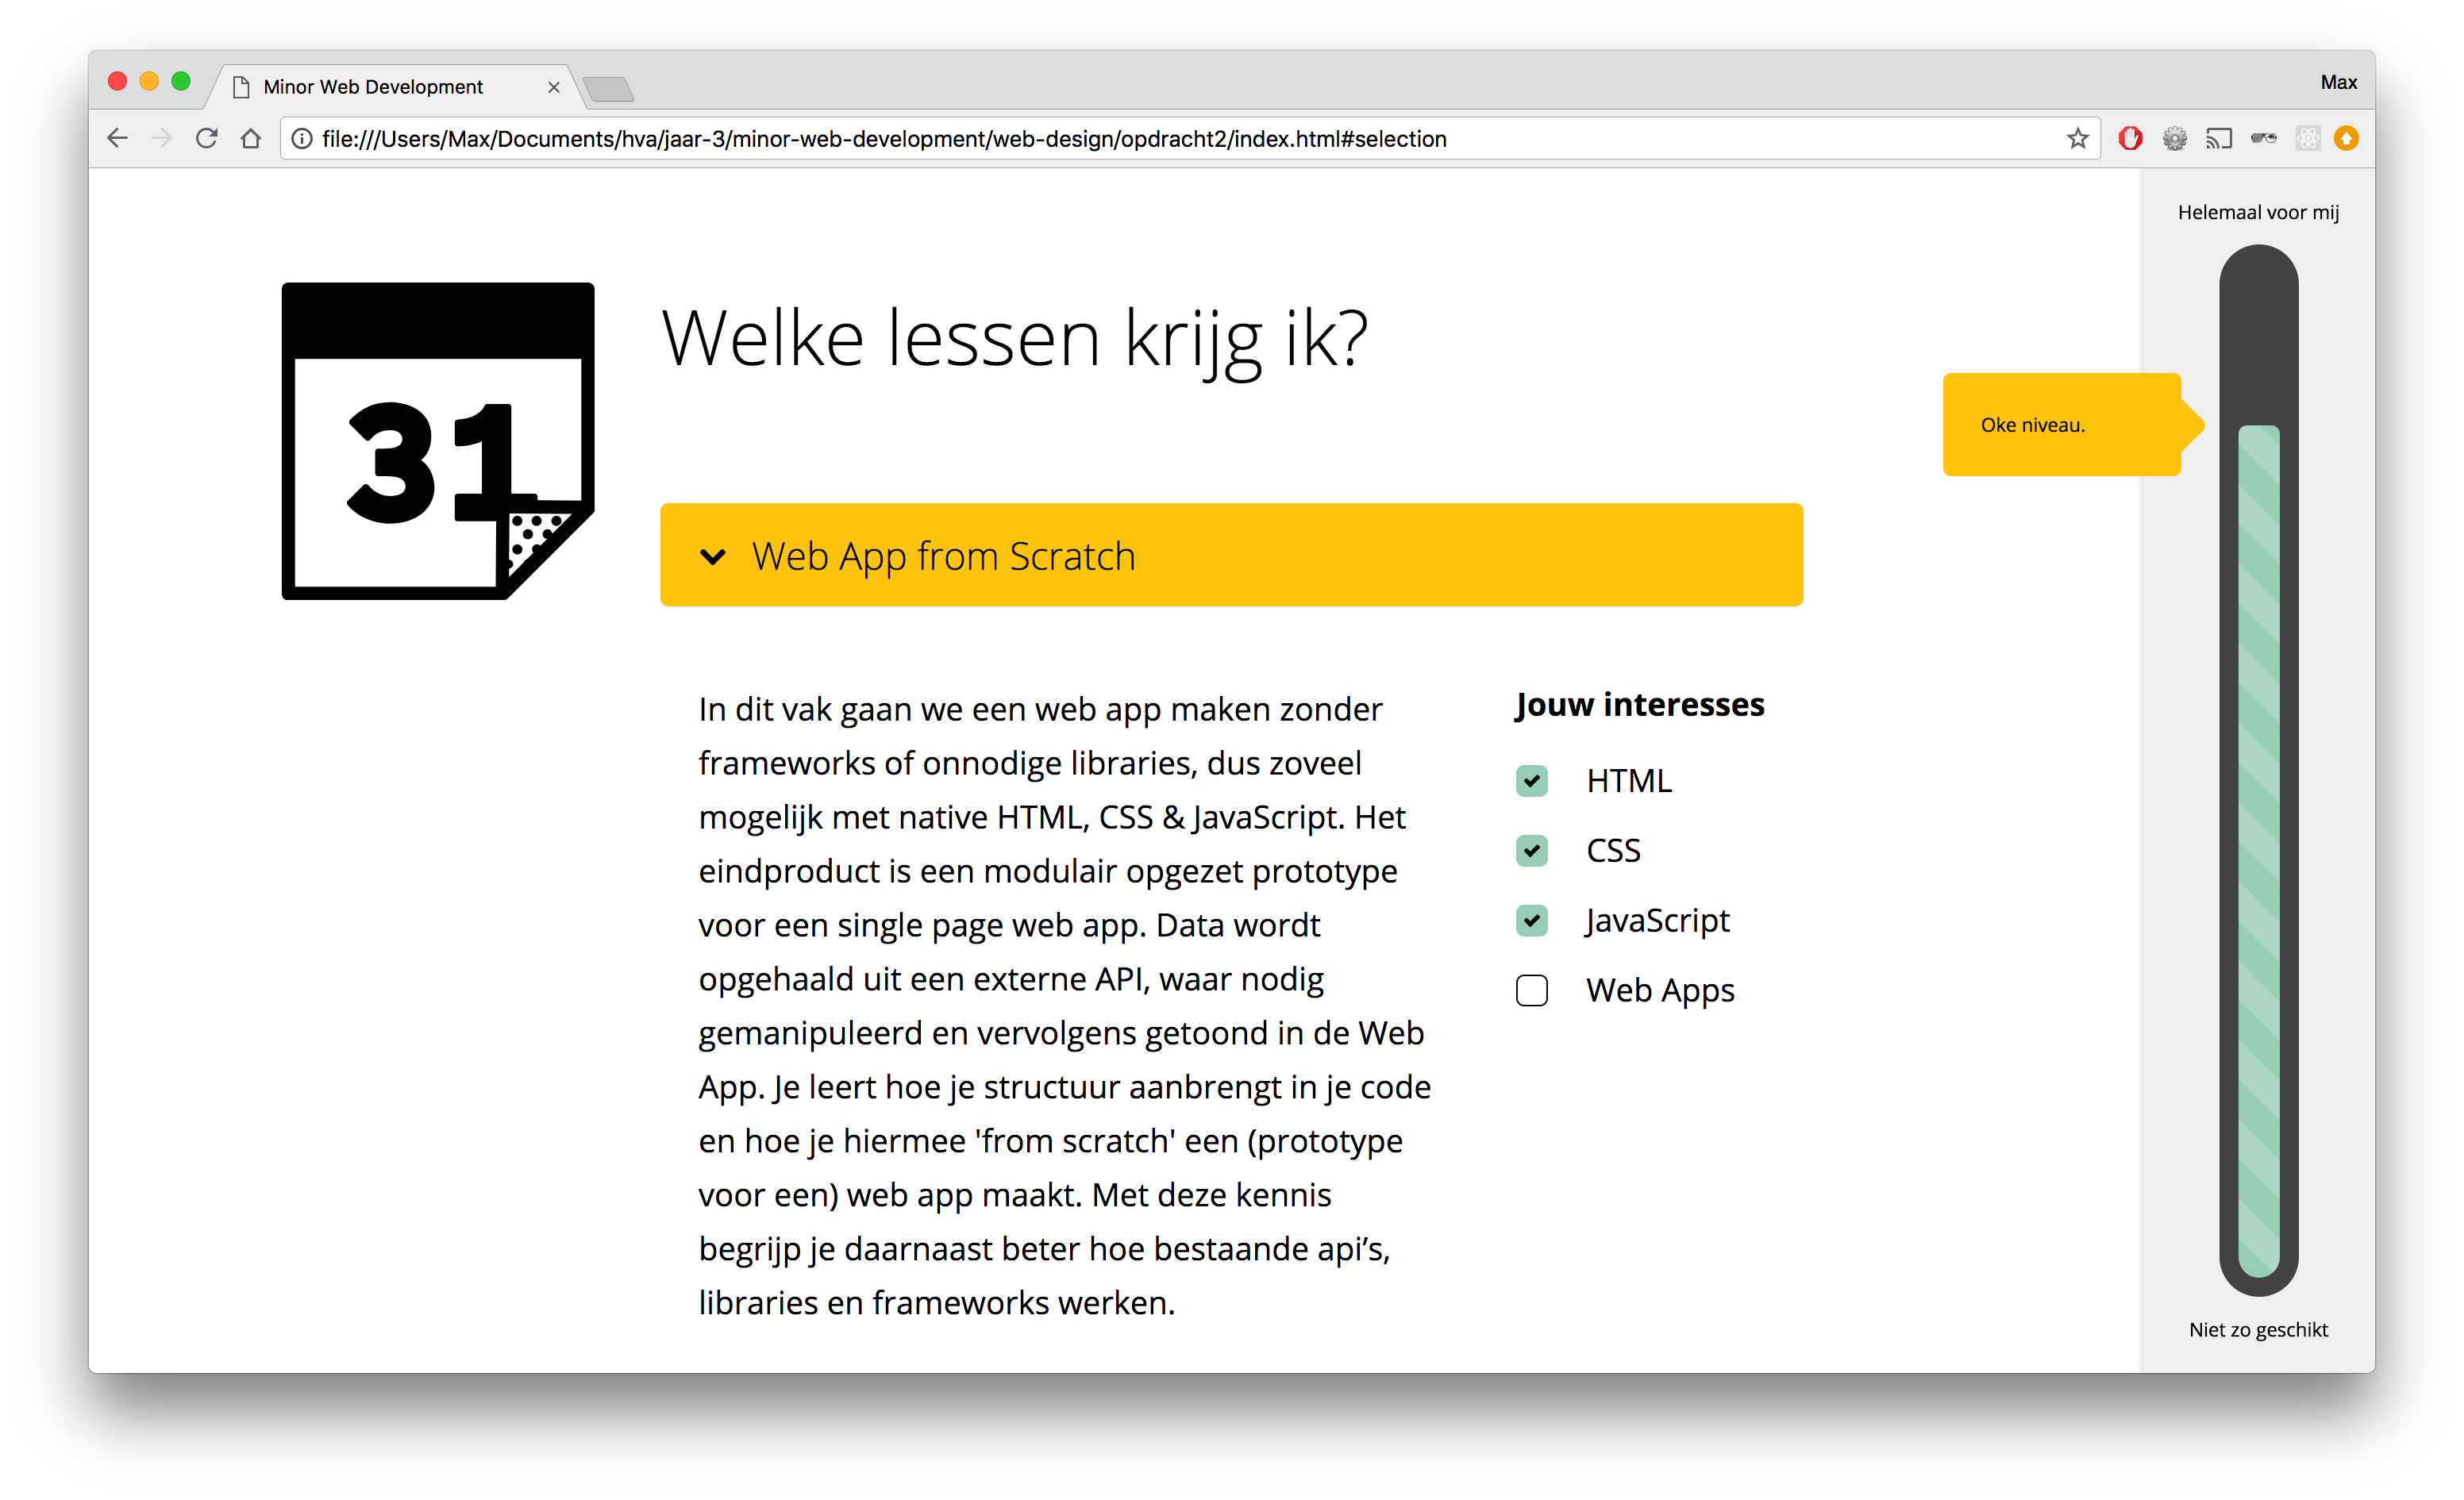 Minor Web Development
Max
file:///Users/Max/Documents/hva/jaar-3/minor-web-development/web-design/opdracht2/index.html#selection
Helemaal voor mij
31
Welke lessen krijg ik?
Oke niveau.
Web App from Scratch
In dit vak gaan we een web app maken zonder
frameworks of onnodige libraries, dus zoveel
mogelijk met native HTML, CSS & JavaScript. Het
eindproduct is een modulair opgezet prototype
voor een single page web app. Data wordt
opgehaald uit een externe API, waar nodig
gemanipuleerd en vervolgens getoond in de Web
App. Je leert hoe je structuur aanbrengt in je code
en hoe je hiermee 'from scratch' een (prototype
voor een) web app maakt. Met deze kennis
begrijp je daarnaast beter hoe bestaande api’s,
libraries en frameworks werken.
Jouw interesses
HTML
CSS
JavaScript
Web Apps
Niet zo geschikt